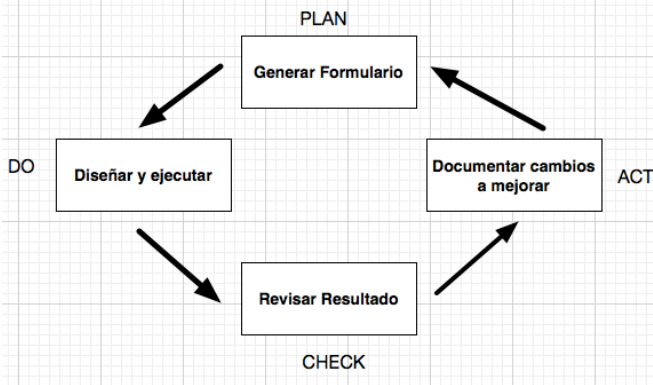 PLAN
Generar Formulario
DO
Diseñar y ejecutar
Documentar cambios
a mejorar
ACT
Revisar Resultado
CHECK